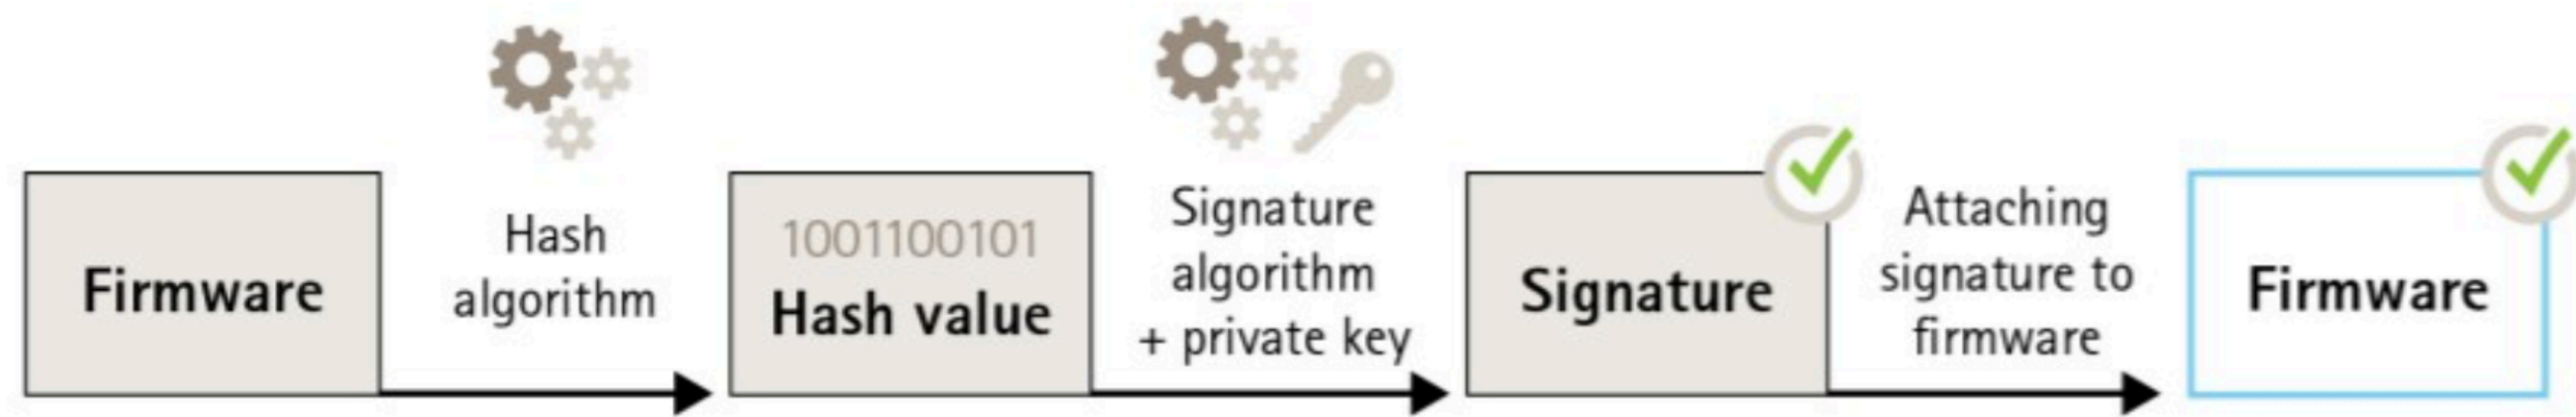 Firmware
Hash
algorithm
1001100101
Hash value
Signature
algorithm
+ private key
Signature
Attaching
signature to
firmware
Firmware